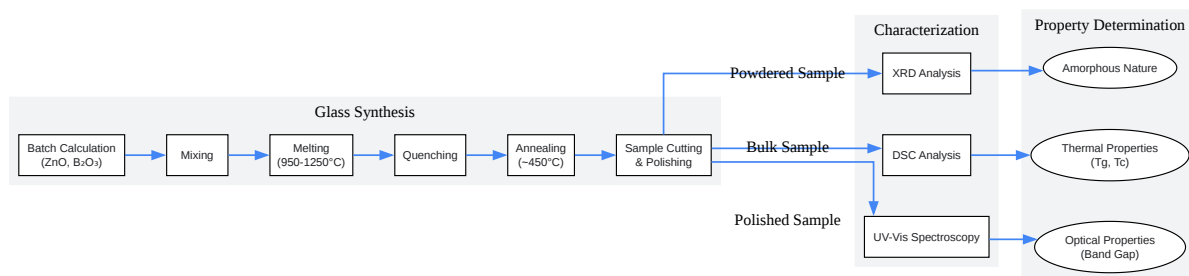 Glass Synthesis
Batch Calculation
(ZnO, B₂O₃)
Mixing
Melting
(950-1250°C)
Quenching
Annealing
(~450°C)
Sample Cutting
& Polishing
Powdered Sample
Bulk Sample
Polished Sample
Characterization
XRD Analysis
DSC Analysis
UV-Vis Spectroscopy
Property Determination
Amorphous Nature
Thermal Properties
(Tg, Tc)
Optical Properties
(Band Gap)